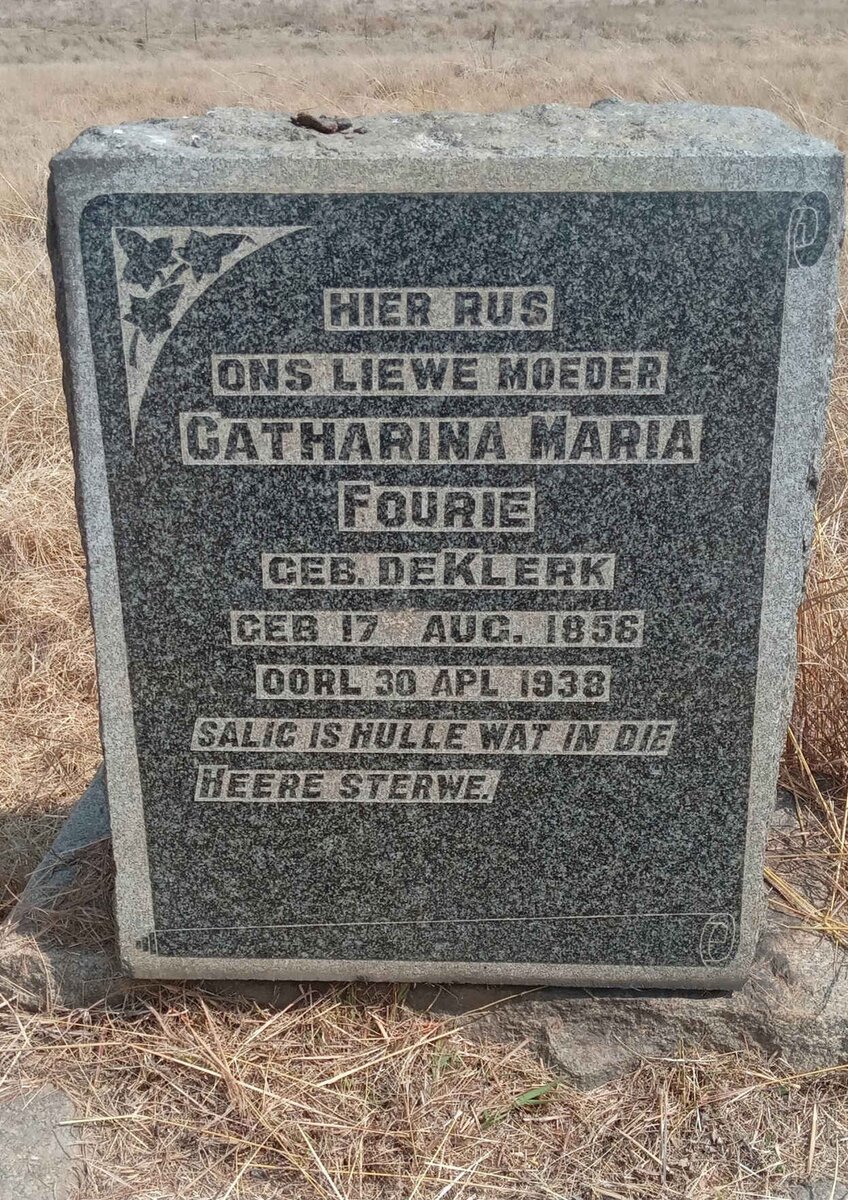 HIER RUS
ONS LIEWE MOEDER
CATHARINA MARIA
FOURIE
GEB. DEKLERK
GEB 17 AUG. 1856
OORL 30 APL 1938
SALIG IS HULLE WAT IN DIE
HEERE STERWE.